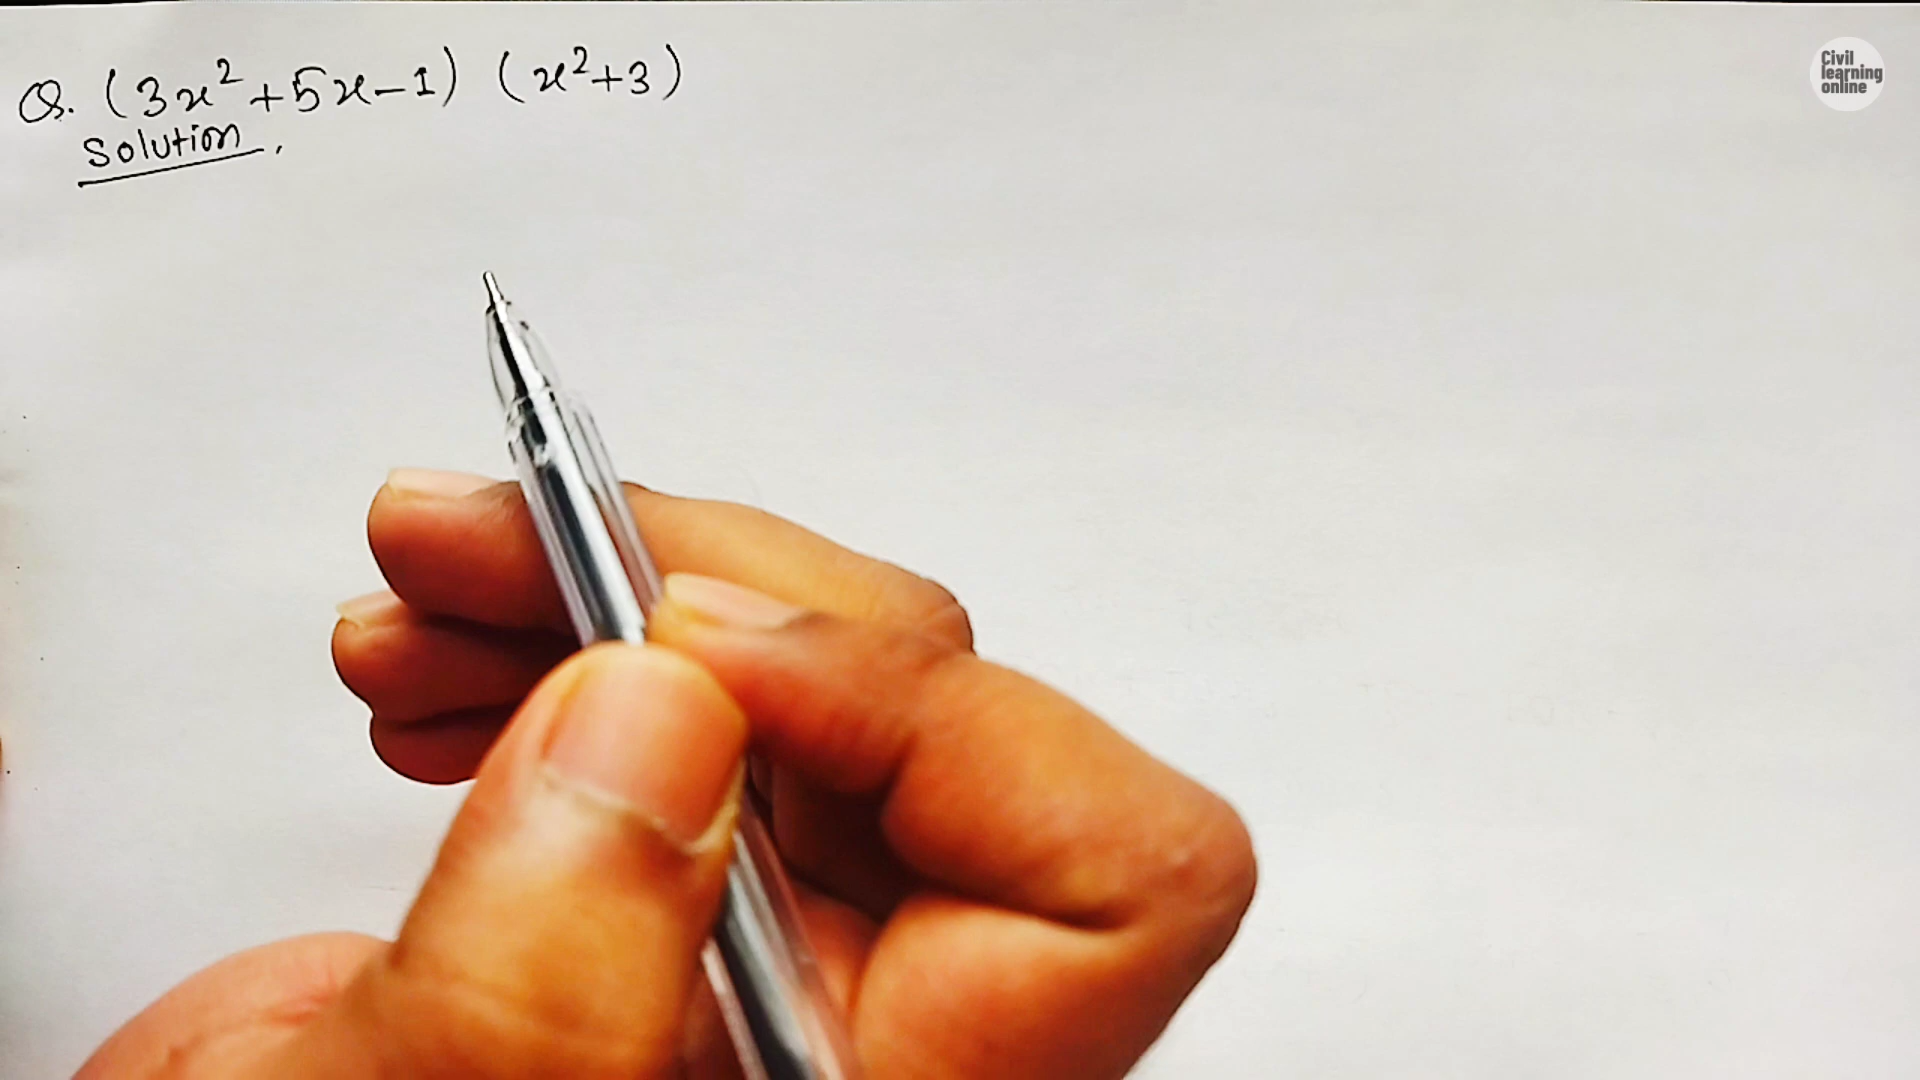 Q. (3x²+5x-1) (x²+3)
Solution,
Civil
learning
online